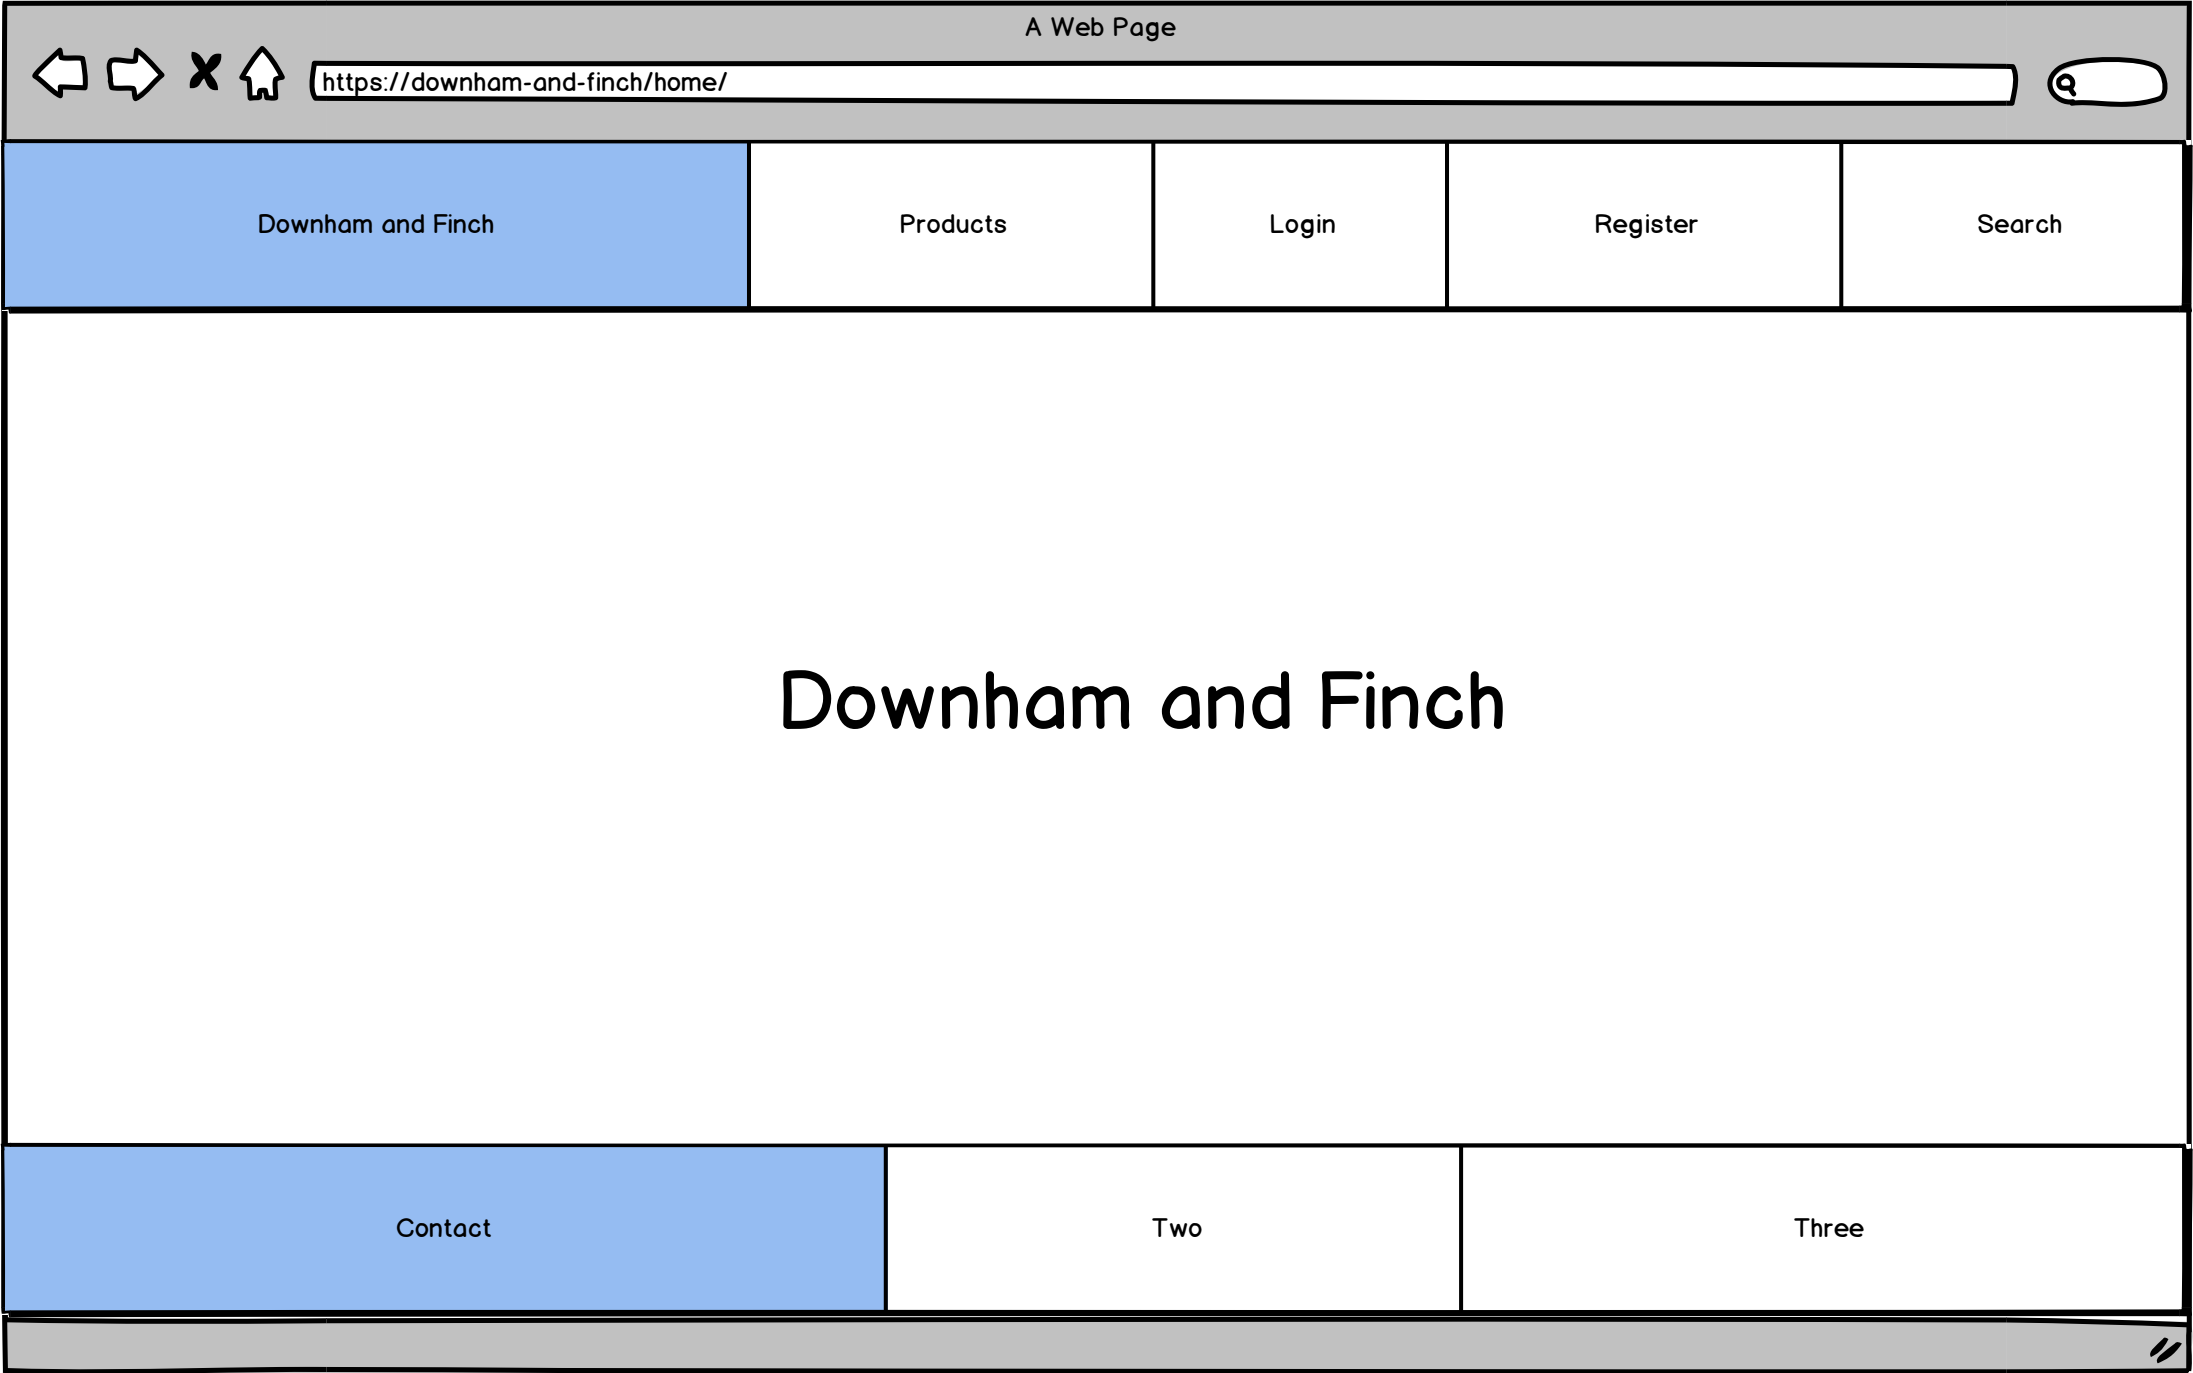 A Web Page
https://downham-and-finch/home/
Downham and Finch
Products
Login
Register
Search
Downham and Finch
Contact
Two
Three